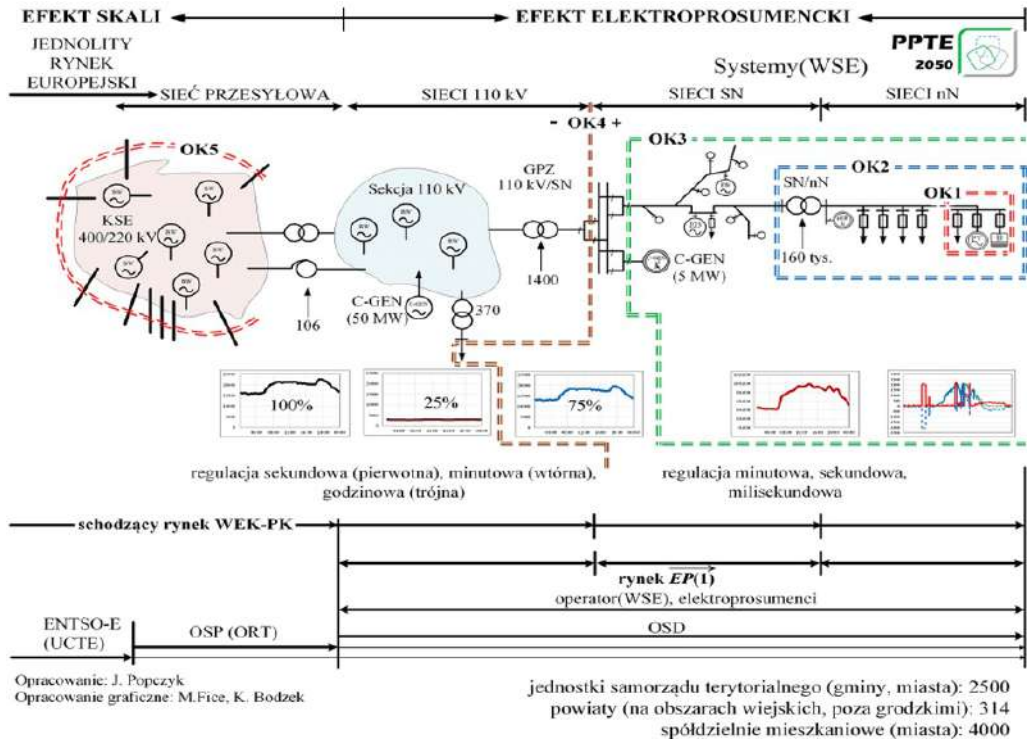 EFEKT SKALI
EFEKT ELEKTROPROSUMENCKI
JEDNOLITY
RYNEK
EUROPEJSKI
PPTE
2050
Systemy(WSE)
SIEĆ PRZESYŁOWA
SIECI 110 kV
SIECI SN
SIECI nN
- OK4 +
OK5
OK3
OK2
OK1
KSE
400/220 kV
Sekcja 110 kV
GPZ
110 kV/SN
SN/nN
C-GEN
(50 MW)
C-GEN
(5 MW)
106
370
1400
160 tys.
100%
25%
75%
regulacja sekundowa (pierwotna), minutowa (wtórna),
godzinowa (trójna)
regulacja minutowa, sekundowa,
milisekundowa
schodzący rynek WEK-PK
rynek EP(1)
operator(WSE), elektroprosumenci
ENTSO-E
(UCTE)
OSP (ORT)
OSD
Opracowanie: J. Popczyk
Opracowanie graficzne: M.Fice, K. Bodzek
jednostki samorządu terytorialnego (gminy, miasta): 2500
powiaty (na obszarach wiejskich, poza grodzkimi): 314
spółdzielnie mieszkaniowe (miasta): 4000